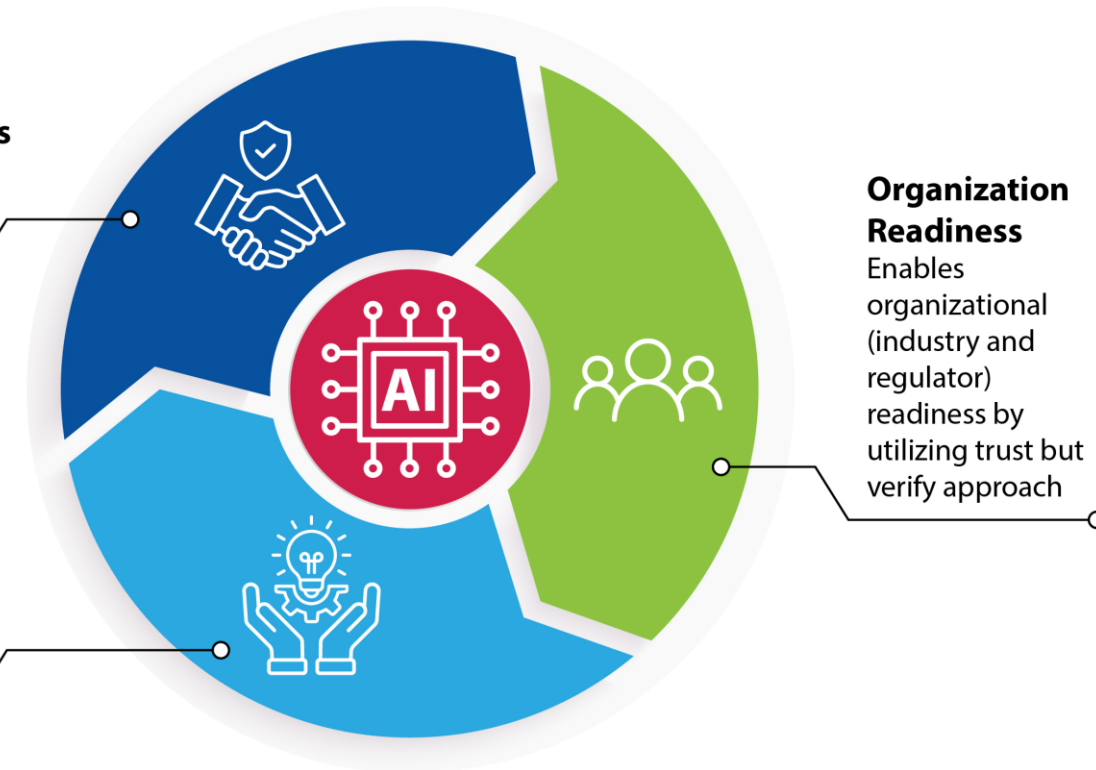 s
Organization
Readiness
Enables
organizational
(industry and
regulator)
readiness by
utilizing trust but
verify approach
AI